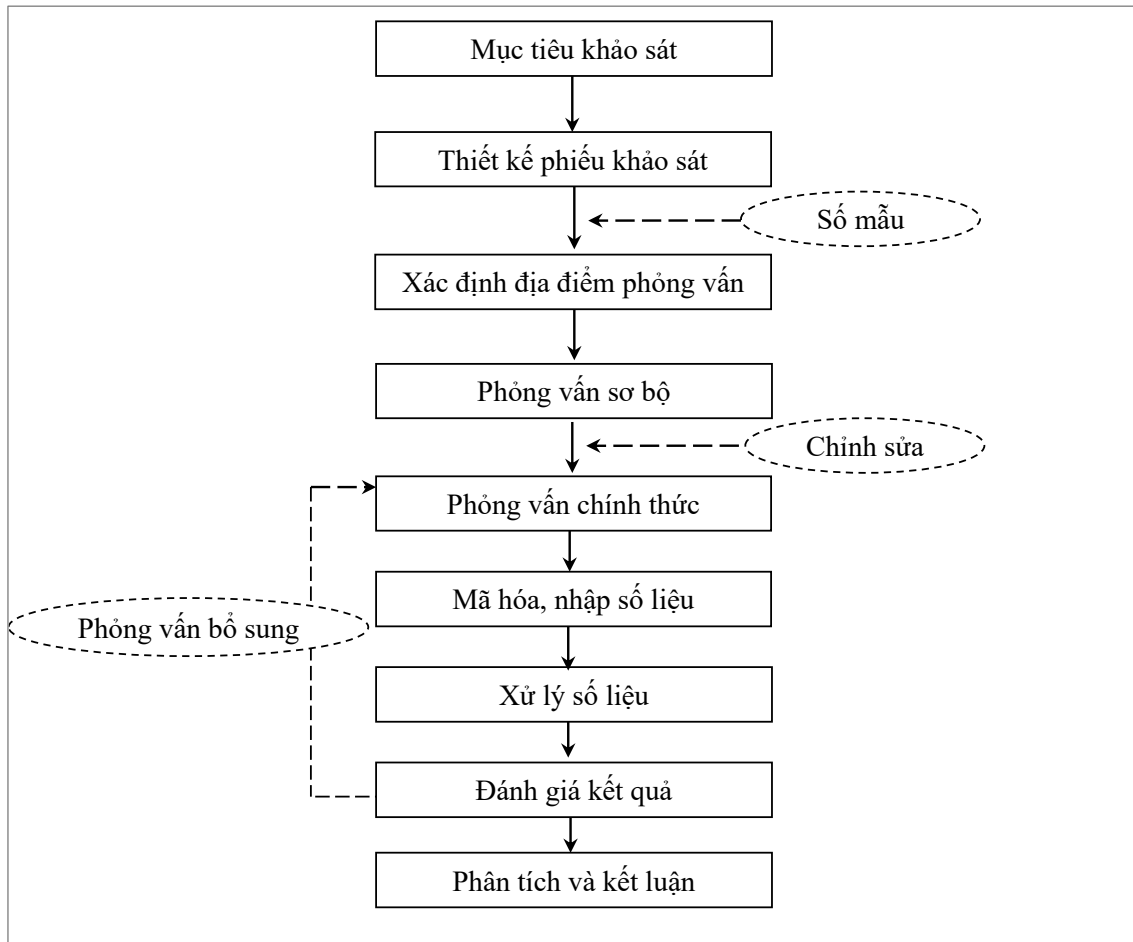 Mục tiêu khảo sát
Thiết kế phiếu khảo sát
Số mẫu
Xác định địa điểm phỏng vấn
Phỏng vấn sơ bộ
Chỉnh sửa
Phỏng vấn chính thức
Mã hóa, nhập số liệu
Phỏng vấn bổ sung
Xử lý số liệu
Đánh giá kết quả
Phân tích và kết luận